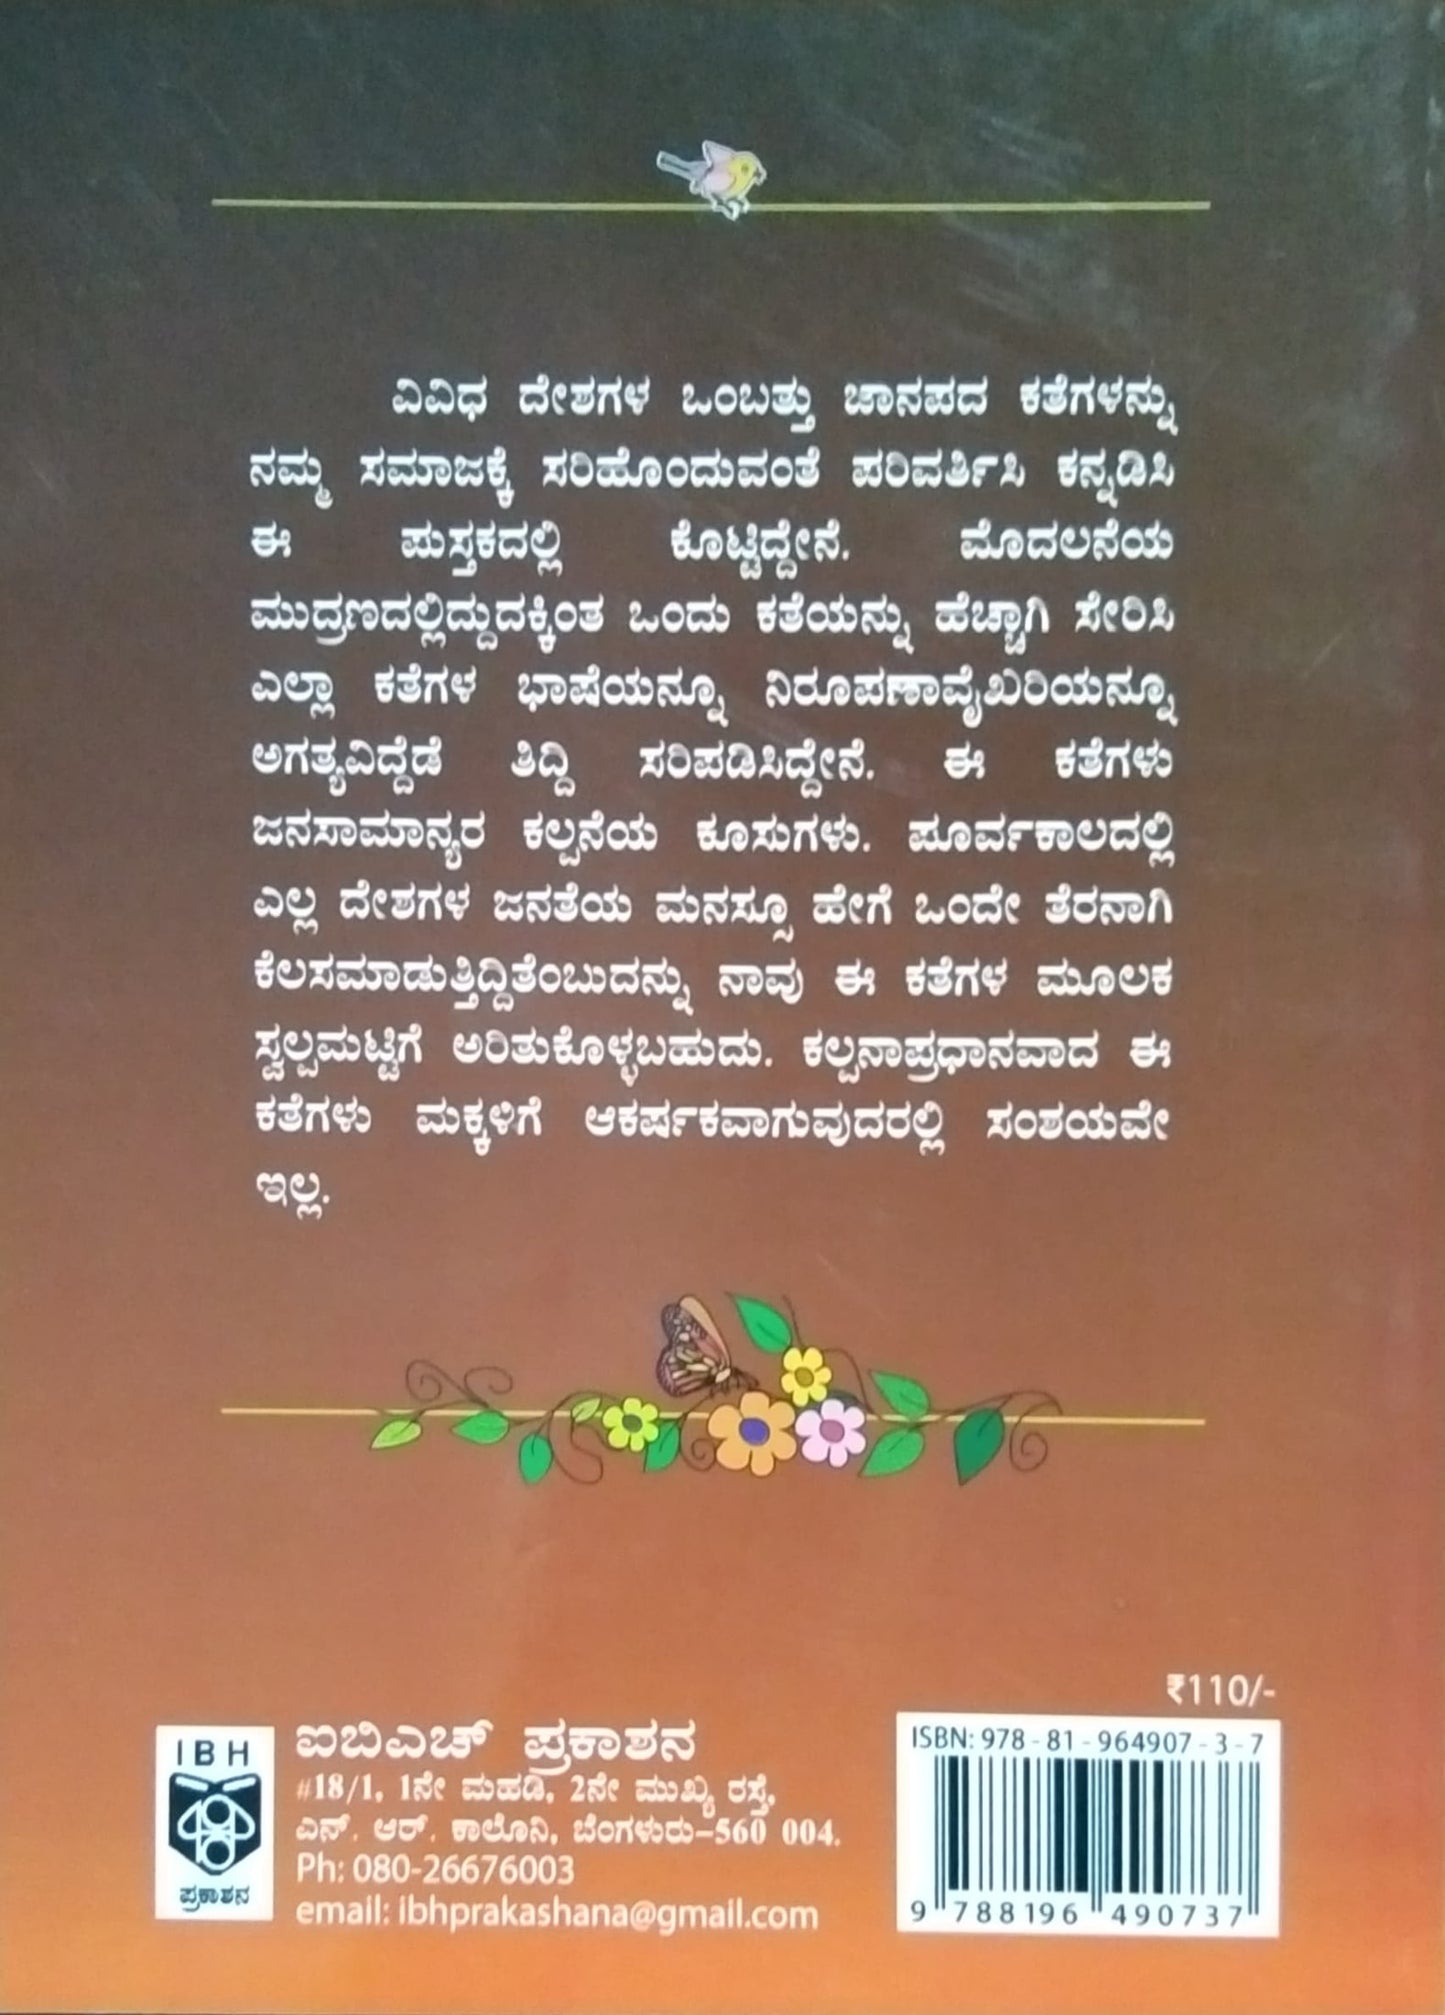 ವಿವಿಧ ದೇಶಗಳ ಒಂಬತ್ತು ಜಾನಪದ ಕತೆಗಳನ್ನು
ನಮ್ಮ ಸಮಾಜಕ್ಕೆ ಸರಿಹೊಂದುವಂತೆ ಪರಿವರ್ತಿಸಿ ಕನ್ನಡಿಸಿ
ಈ ಪುಸ್ತಕದಲ್ಲಿ ಕೊಟ್ಟಿದ್ದೇನೆ. ಮೊದಲನೆಯ
ಮುದ್ರಣದಲ್ಲಿದ್ದುದಕ್ಕಿಂತ ಒಂದು ಕತೆಯನ್ನು ಹೆಚ್ಚಾಗಿ ಸೇರಿಸಿ
ಎಲ್ಲಾ ಕತೆಗಳ ಭಾಷೆಯನ್ನೂ ನಿರೂಪಣಾವೈಖರಿಯನ್ನೂ
ಅಗತ್ಯವಿದ್ದೆಡೆ ತಿದ್ದಿ ಸರಿಪಡಿಸಿದ್ದೇನೆ. ಈ ಕತೆಗಳು
ಜನಸಾಮಾನ್ಯರ ಕಲ್ಪನೆಯ ಕೂಸುಗಳು. ಪೂರ್ವಕಾಲದಲ್ಲಿ
ಎಲ್ಲ ದೇಶಗಳ ಜನತೆಯ ಮನಸ್ಸೂ ಹೇಗೆ ಒಂದೇ ತೆರನಾಗಿ
ಕೆಲಸಮಾಡುತ್ತಿದ್ದಿತೆಂಬುದನ್ನು ನಾವು ಈ ಕತೆಗಳ ಮೂಲಕ
ಸ್ವಲ್ಪಮಟ್ಟಿಗೆ ಅರಿತುಕೊಳ್ಳಬಹುದು. ಕಲ್ಪನಾಪ್ರಧಾನವಾದ ಈ
ಕತೆಗಳು ಮಕ್ಕಳಿಗೆ ಆಕರ್ಷಕವಾಗುವುದರಲ್ಲಿ ಸಂಶಯವೇ
ಇಲ್ಲ.
₹110/-
IBH
ಪ್ರಕಾಶನ
ಐಬಿಎಚ್ ಪ್ರಕಾಶನ
#18/1, 1ನೇ ಮಹಡಿ, 2ನೇ ಮುಖ್ಯ ರಸ್ತೆ,
ಎನ್. ಆರ್. ಕಾಲೊನಿ, ಬೆಂಗಳುರು–560 004.
Ph: 080-26676003
email: ibhprakashana@gmail.com
ISBN: 978 - 81 - 964907 - 3 - 7
9 788196 490737